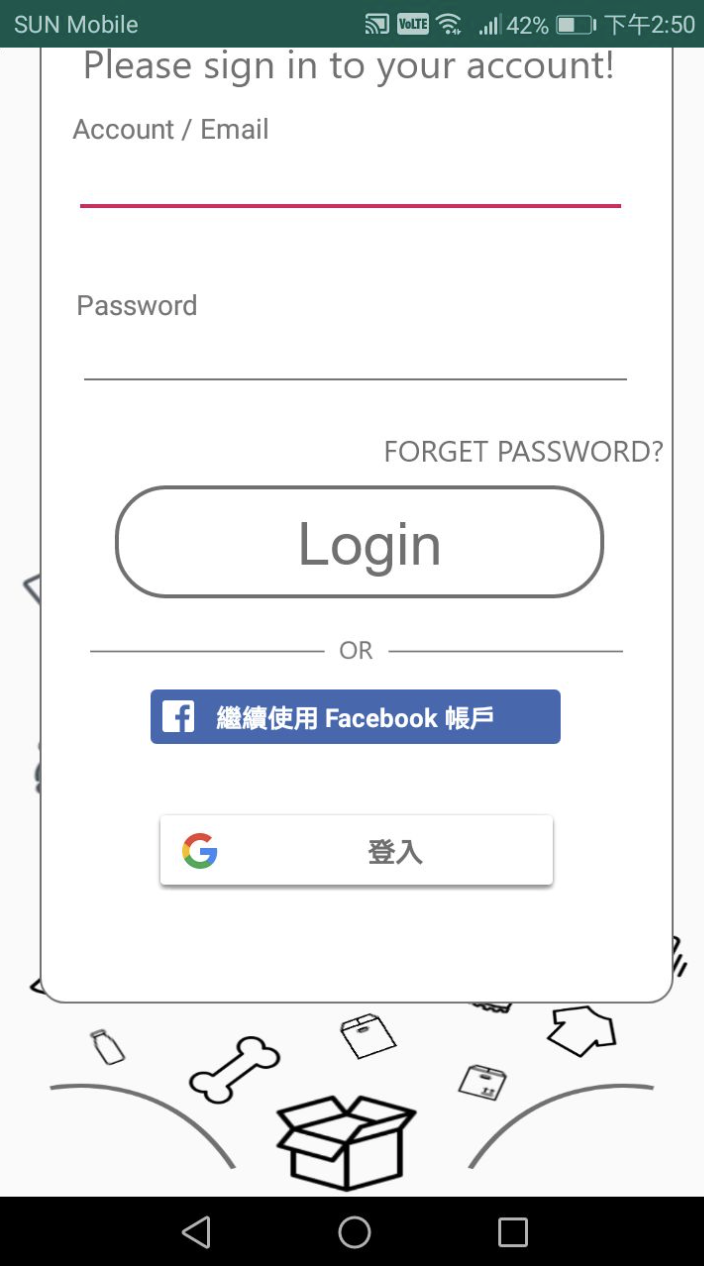 SUN Mobile VoLTE 42% 下午2:50
Please sign in to your account!
Account / Email
Password
FORGET PASSWORD?
Login
OR
繼續使用 Facebook 帳戶
登入